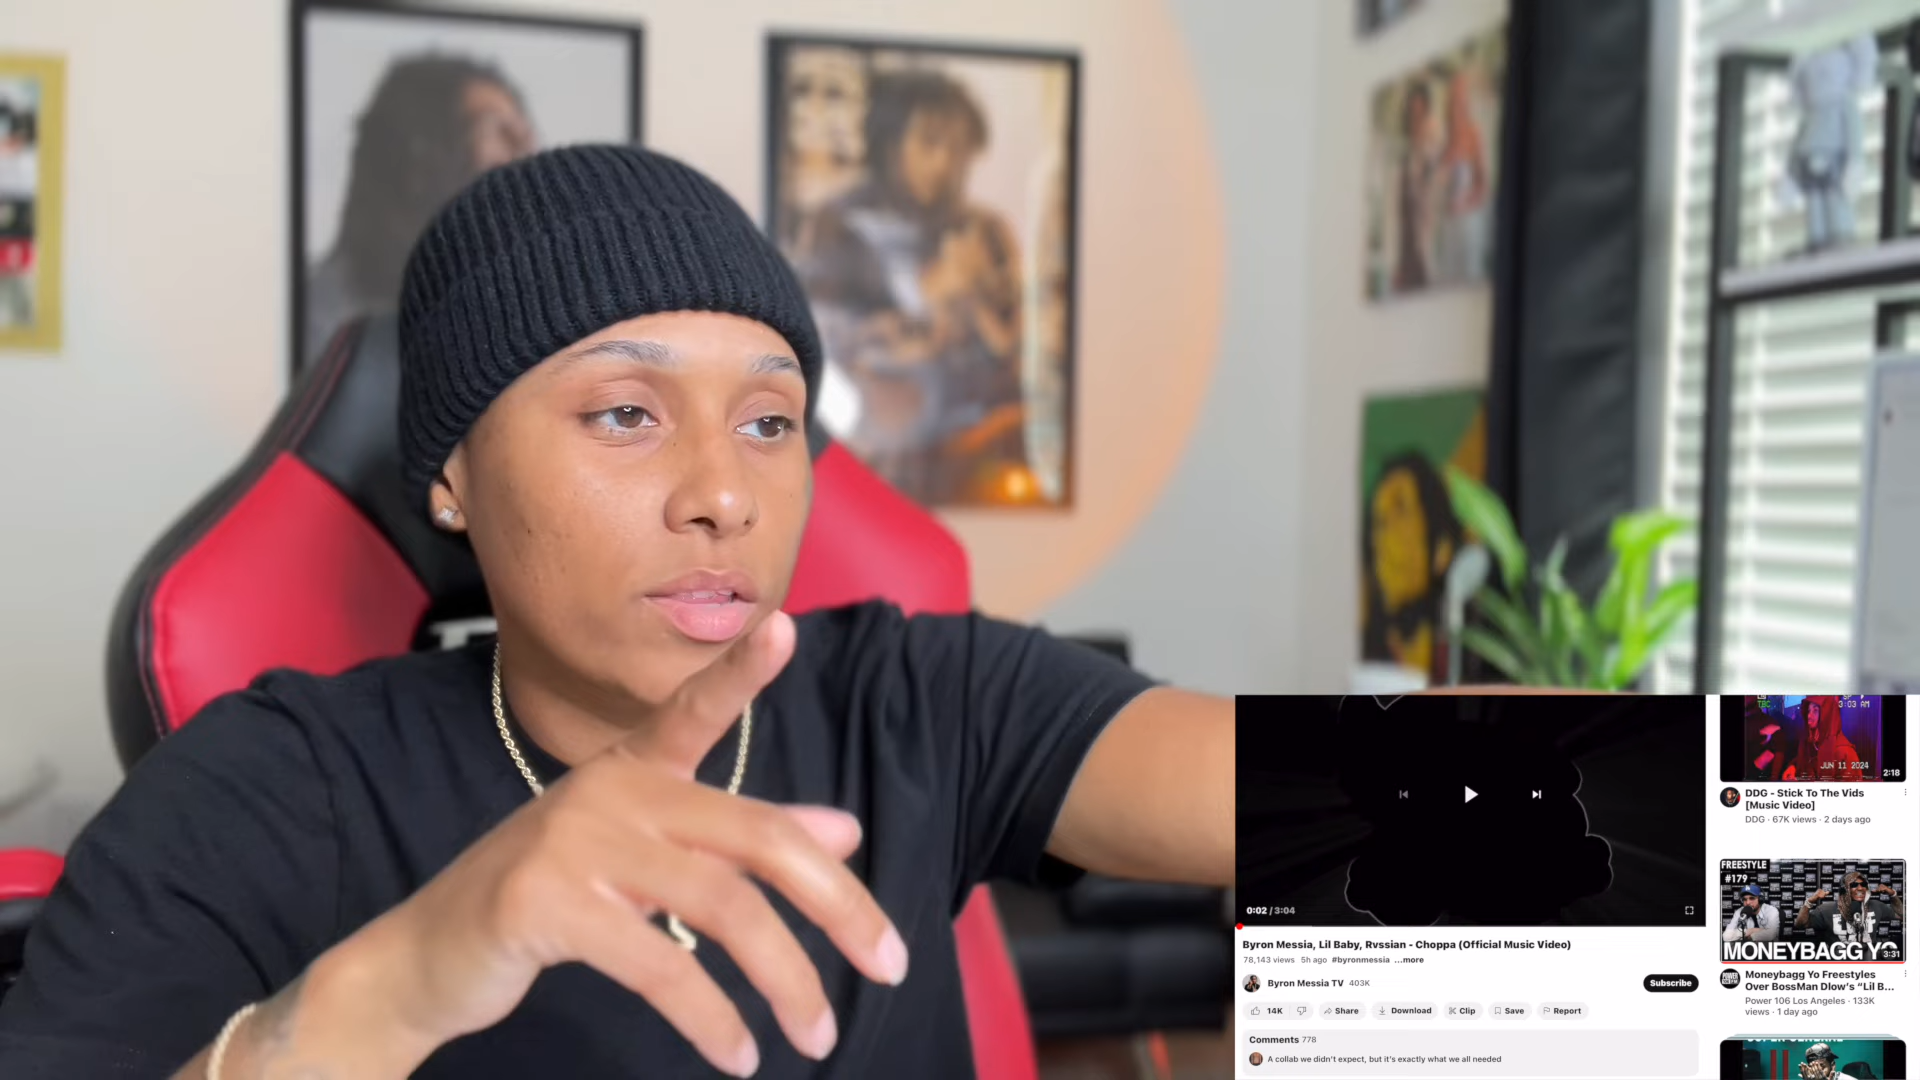 TBC
3:03 AM
JUN 11 2024
2:18
DDG - Stick To The Vids
[Music Video]
DDG · 67K views · 2 days ago
0:02 / 3:04
FREESTYLE
#179
MONEYBAGG YO
3:31
Byron Messia, Lil Baby, Rvssian - Choppa (Official Music Video)
78,143 views 5h ago #byronmessia ...more
Byron Messia TV 403K
Subscribe
Moneybagg Yo Freestyles
Over BossMan Dlow's “Lil B...
Power 106 Los Angeles · 133K
views · 1 day ago
14K
Share
Download
Clip
Save
Report
Comments 778
A collab we didn't expect, but it's exactly what we all needed